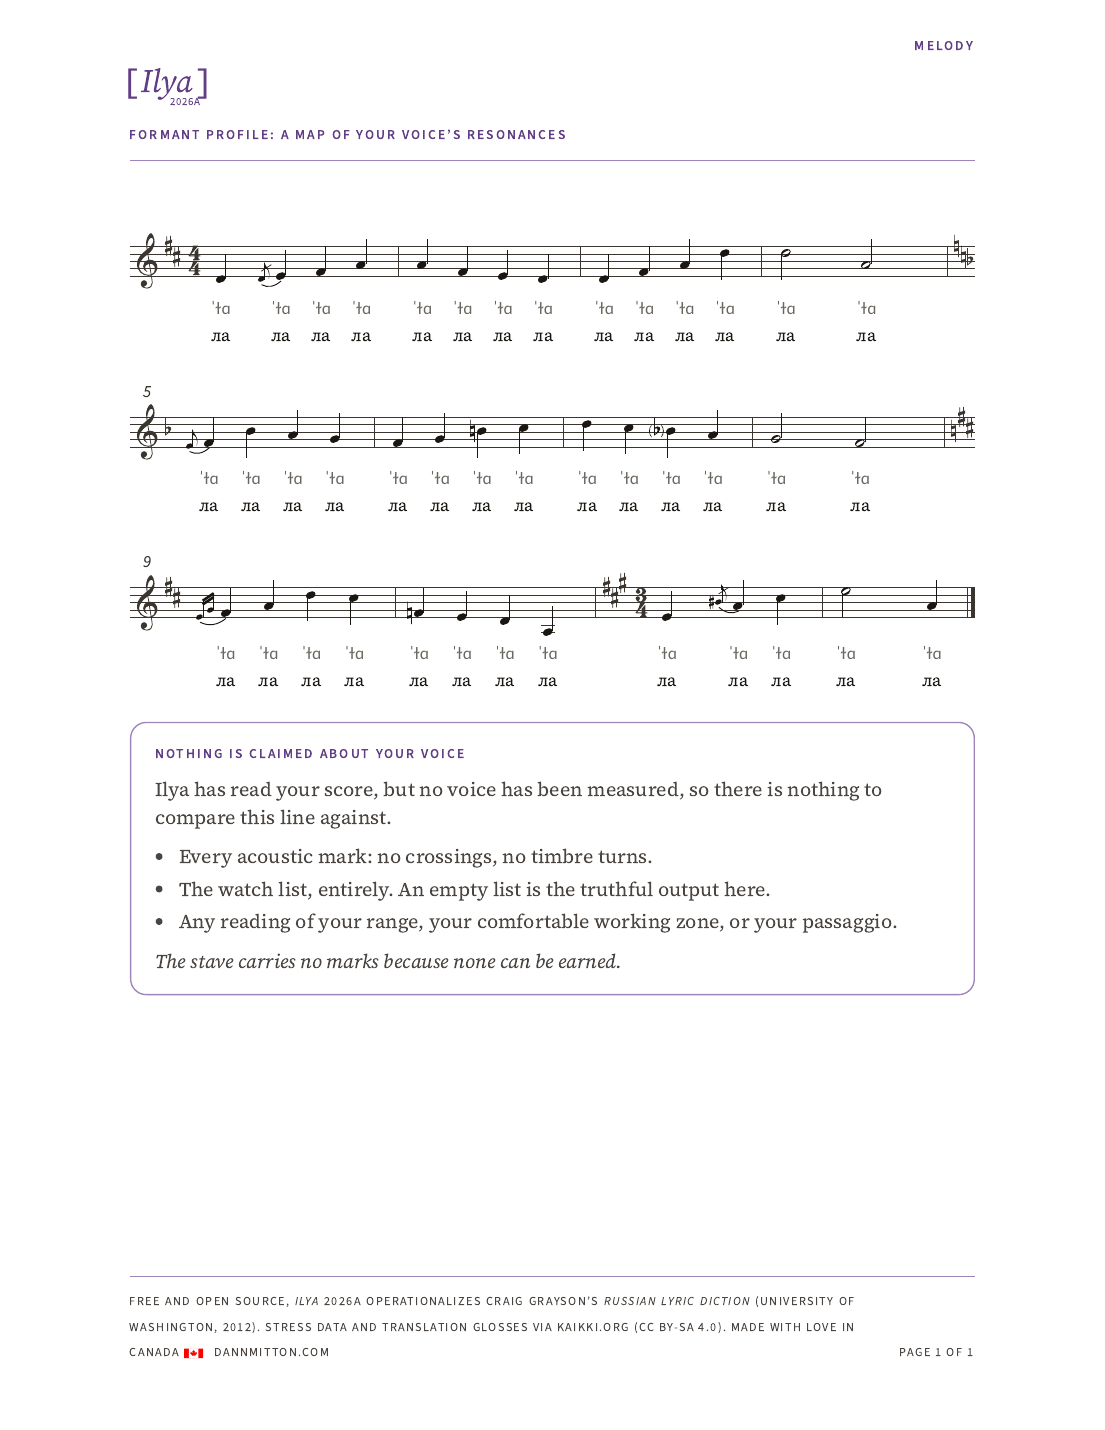 MELODY
[Ilya]
2026A
FORMANT PROFILE: A MAP OF YOUR VOICE’S RESONANCES
4
4
ˈɫa ˈɫa ˈɫa ˈɫa ˈɫa ˈɫa ˈɫa ˈɫa ˈɫa ˈɫa ˈɫa ˈɫa ˈɫa ˈɫa
ла ла ла ла ла ла ла ла ла ла ла ла ла ла
5
ˈɫa ˈɫa ˈɫa ˈɫa ˈɫa ˈɫa ˈɫa ˈɫa ˈɫa ˈɫa ˈɫa ˈɫa ˈɫa ˈɫa
ла ла ла ла ла ла ла ла ла ла ла ла ла ла
9
3
4
ˈɫa ˈɫa ˈɫa ˈɫa ˈɫa ˈɫa ˈɫa ˈɫa ˈɫa ˈɫa ˈɫa ˈɫa ˈɫa
ла ла ла ла ла ла ла ла ла ла ла ла ла
NOTHING IS CLAIMED ABOUT YOUR VOICE
Ilya has read your score, but no voice has been measured, so there is nothing to
compare this line against.
• Every acoustic mark: no crossings, no timbre turns.
• The watch list, entirely. An empty list is the truthful output here.
• Any reading of your range, your comfortable working zone, or your passaggio.
The stave carries no marks because none can be earned.
FREE AND OPEN SOURCE, ILYA 2026A OPERATIONALIZES CRAIG GRAYSON’S RUSSIAN LYRIC DICTION (UNIVERSITY OF
WASHINGTON, 2012). STRESS DATA AND TRANSLATION GLOSSES VIA KAIKKI.ORG (CC BY-SA 4.0). MADE WITH LOVE IN
CANADA 🇨🇦 DANNMITTON.COM PAGE 1 OF 1